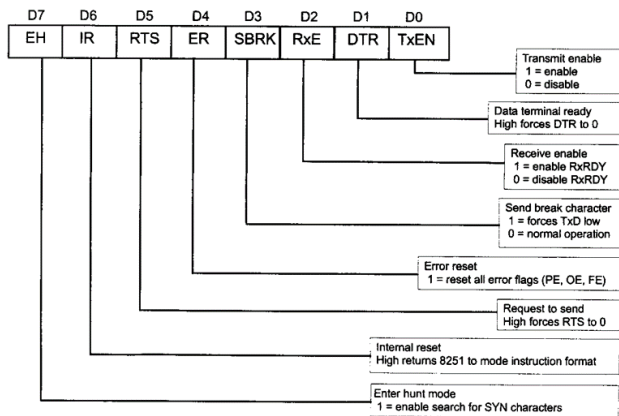 D7 D6 D5 D4 D3 D2 D1 D0
EH IR RTS ER SBRK RxE DTR TxEN
Transmit enable
1 = enable
0 = disable
Data terminal ready
High forces DTR to 0
Receive enable
1 = enable RxRDY
0 = disable RxRDY
Send break character
1 = forces TxD low
0 = normal operation
Error reset
1 = reset all error flags (PE, OE, FE)
Request to send
High forces RTS to 0
Internal reset
High returns 8251 to mode instruction format
Enter hunt mode
1 = enable search for SYN characters